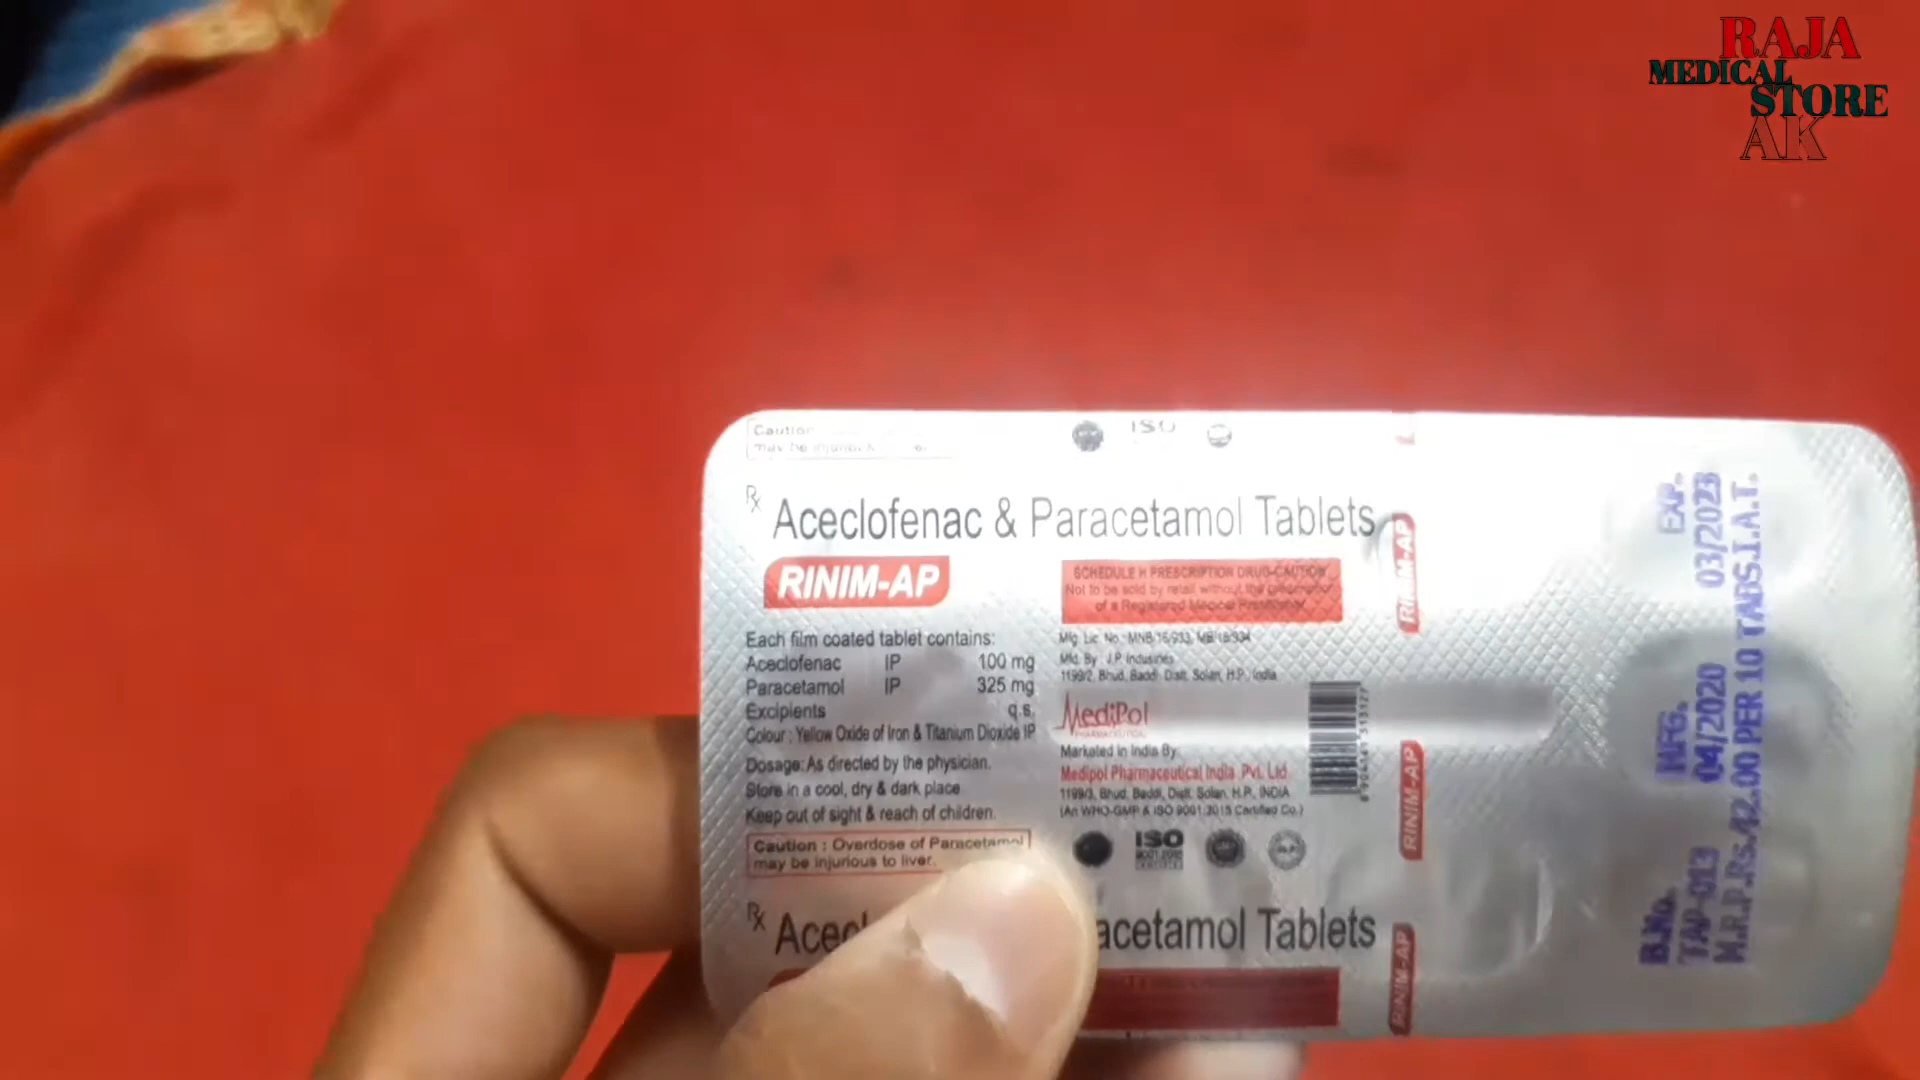 RAJA
MEDICAL
STORE
AK
Caution
may be injurious
ISO
Rx Aceclofenac & Paracetamol Tablets
RINIM-AP
Each film coated tablet contains:
Aceclofenac IP 100 mg
Paracetamol IP 325 mg
Excipients q.s.
Colour : Yellow Oxide of Iron & Titanium Dioxide IP
Dosage: As directed by the physician.
Store in a cool, dry & dark place
Keep out of sight & reach of children.
Caution : Overdose of Paracetamol
may be injurious to liver.
SCHEDULE H PRESCRIPTION DRUG-CAUTION
Not to be sold by retail without the prescription
of a Registered Medical Practitioner
Mfg. Lic. No.:
Mfd. By : J.P. Industries
1199/2, Bhud, Baddi, Distt. Solan, H.P., India
MediPol
PHARMACEUTICAL
Marketed in India By:
Medipol Pharmaceutical India Pvt. Ltd
1199/3, Bhud, Baddi, Distt. Solan, H.P., INDIA
(An WHO-GMP & ISO 9001:2015 Certified Co.)
ISO
RINIM-AP
RINIM-AP
RINIM-AP
B.No. MFG. EXP.
TAP-013 04/2020 03/2023
M.R.P.Rs.42.00 PER 10 TABS.I.A.T.
Rx Acecl acetamol Tablets